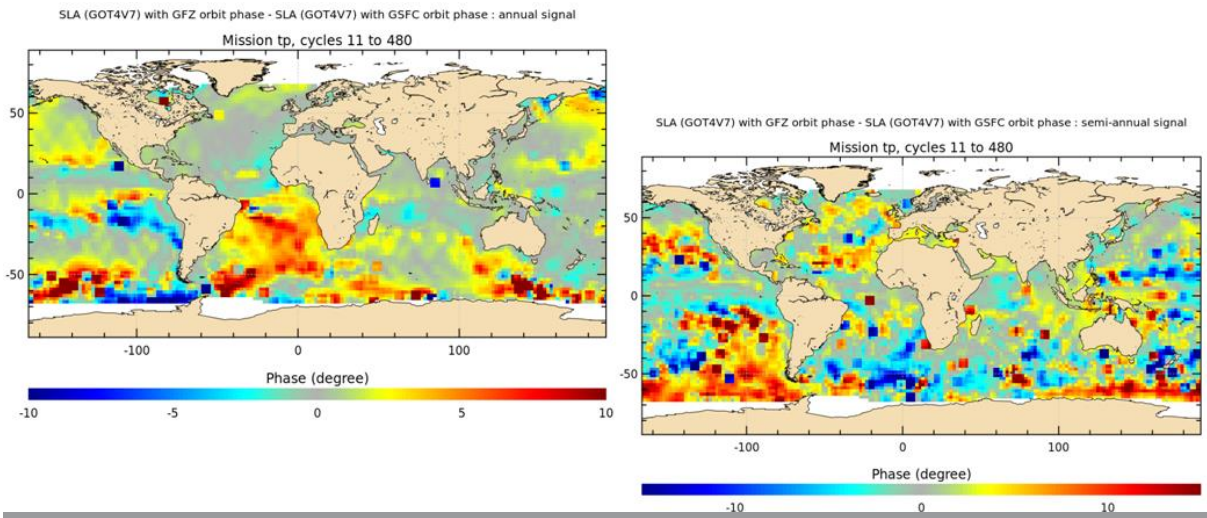 SLA (GOT4V7) with GFZ orbit phase - SLA (GOT4V7) with GSFC orbit phase : annual signal
Mission tp, cycles 11 to 480
50
0
-50
-100 0 100
Phase (degree)
-10 -5 0 5 10
SLA (GOT4V7) with GFZ orbit phase - SLA (GOT4V7) with GSFC orbit phase : semi-annual signal
Mission tp, cycles 11 to 480
50
0
-50
-100 0 100
Phase (degree)
-10 0 10